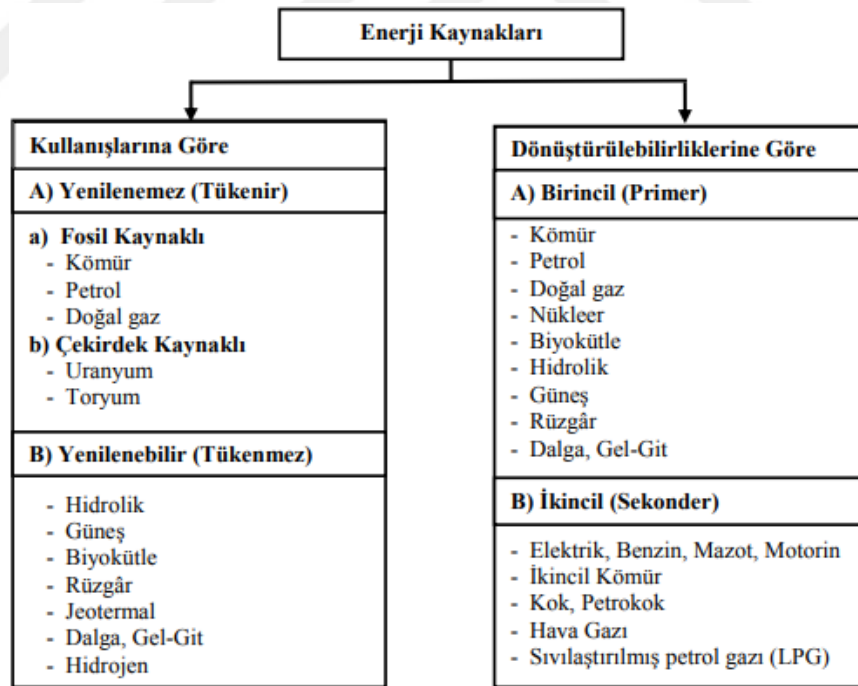 Enerji Kaynakları
Kullanışlarına Göre
A) Yenilenemez (Tükenir)
a) Fosil Kaynaklı
- Kömür
- Petrol
- Doğal gaz
b) Çekirdek Kaynaklı
- Uranyum
- Toryum
B) Yenilenebilir (Tükenmez)
- Hidrolik
- Güneş
- Biyokütle
- Rüzgâr
- Jeotermal
- Dalga, Gel-Git
- Hidrojen
Dönüştürülebilirliklerine Göre
A) Birincil (Primer)
- Kömür
- Petrol
- Doğal gaz
- Nükleer
- Biyokütle
- Hidrolik
- Güneş
- Rüzgâr
- Dalga, Gel-Git
B) İkincil (Sekonder)
- Elektrik, Benzin, Mazot, Motorin
- İkincil Kömür
- Kok, Petrokok
- Hava Gazı
- Sıvılaştırılmış petrol gazı (LPG)